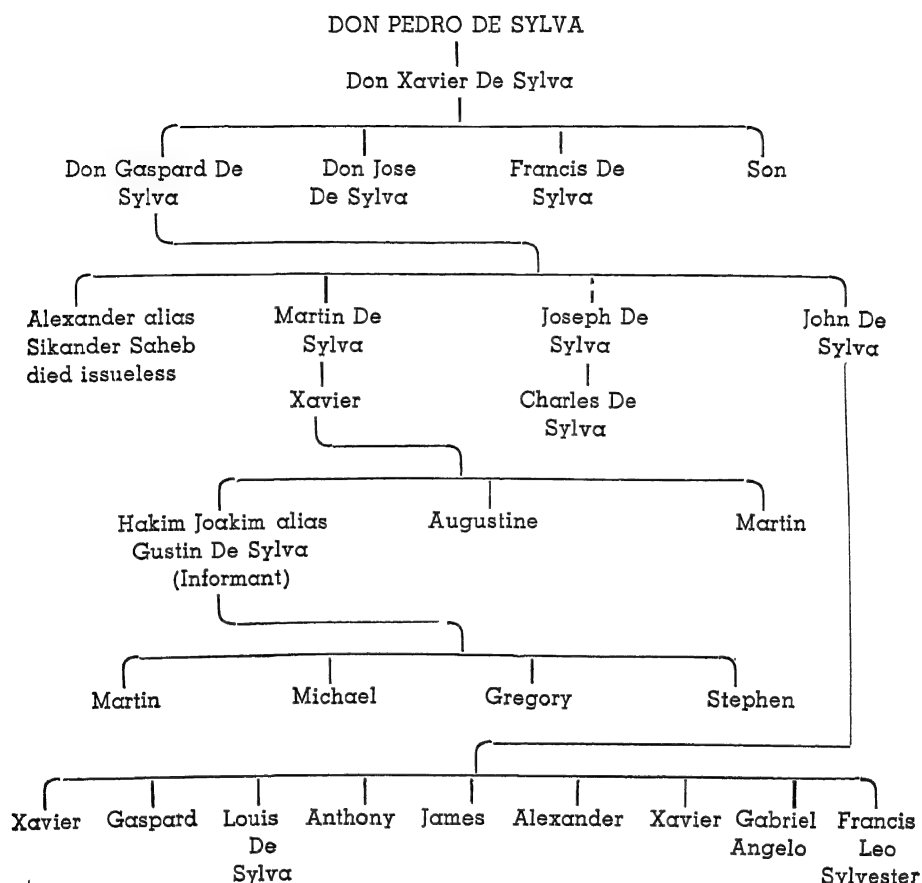 DON PEDRO DE SYLVA
Don Xavier De Sylva
Don Gaspard De
Sylva
Don Jose
De Sylva
Francis De
Sylva
Son
Alexander alias
Sikander Saheb
died issueless
Martin De
Sylva
Joseph De
Sylva
John De
Sylva
Xavier
Charles De
Sylva
Hakim Joakim alias
Gustin De Sylva
(Informant)
Augustine
Martin
Martin
Michael
Gregory
Stephen
Xavier
Gaspard
Louis
De
Sylva
Anthony
James
Alexander
Xavier
Gabriel
Angelo
Francis
Leo
Sylvester